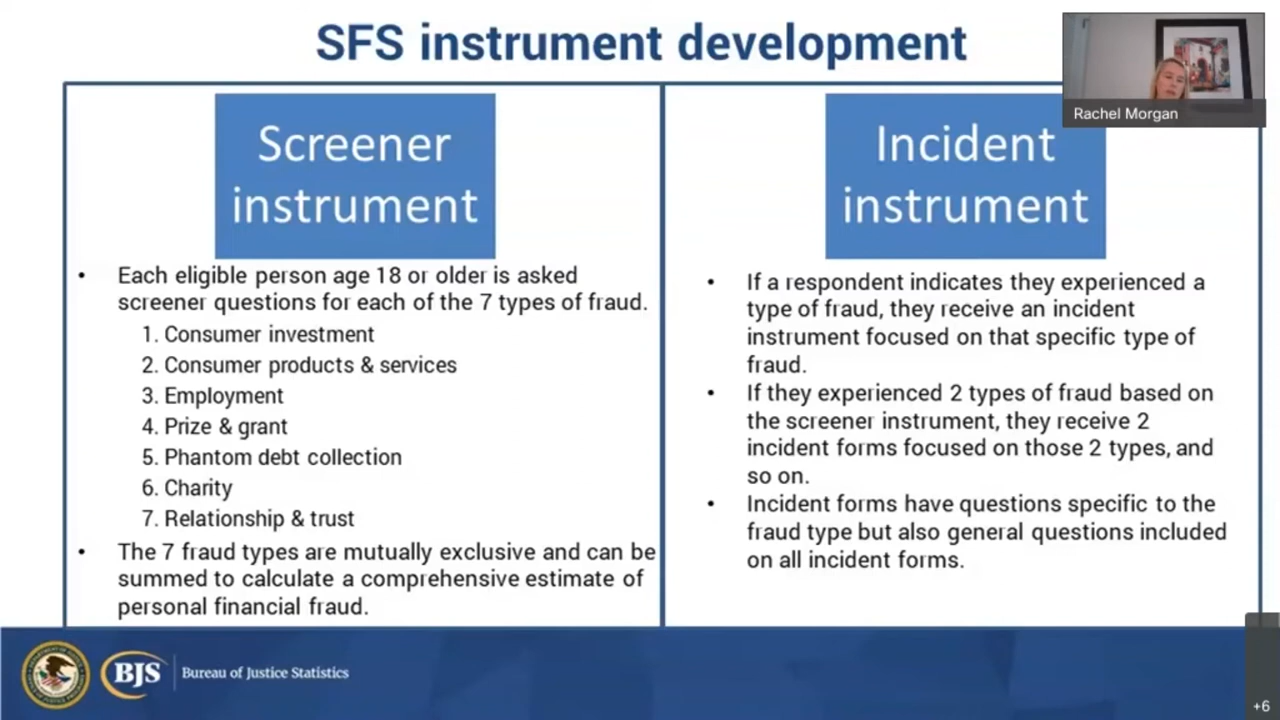 SFS instrument development
Rachel Morgan
Screener
instrument
• Each eligible person age 18 or older is asked
screener questions for each of the 7 types of fraud.
1. Consumer investment
2. Consumer products & services
3. Employment
4. Prize & grant
5. Phantom debt collection
6. Charity
7. Relationship & trust
• The 7 fraud types are mutually exclusive and can be
summed to calculate a comprehensive estimate of
personal financial fraud.
Incident
instrument
• If a respondent indicates they experienced a
type of fraud, they receive an incident
instrument focused on that specific type of
fraud.
• If they experienced 2 types of fraud based on
the screener instrument, they receive 2
incident forms focused on those 2 types, and
so on.
• Incident forms have questions specific to the
fraud type but also general questions included
on all incident forms.
BJS
Bureau of Justice Statistics
+6